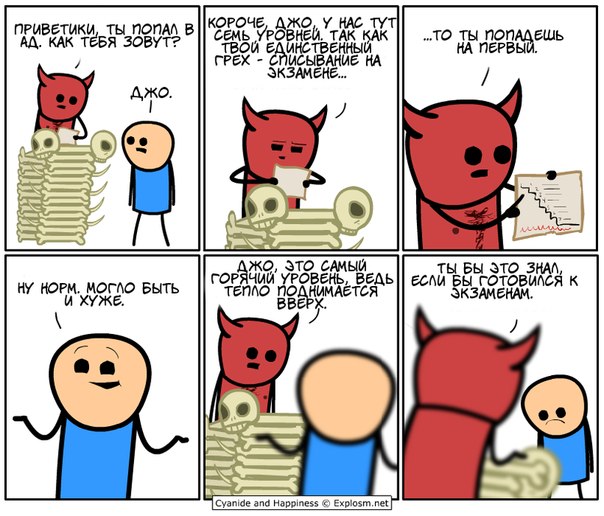 ПРИВЕТИКИ, ТЫ ПОПАЛ В
АД. КАК ТЕБЯ ЗОВУТ?
ДЖО.
КОРОЧЕ, ДЖО, У НАС ТУТ
СЕМЬ УРОВНЕЙ. ТАК КАК
ТВОЙ ЕДИНСТВЕННЫЙ
ГРЕХ - СПИСЫВАНИЕ НА
ЭКЗАМЕНЕ...
...ТО ТЫ ПОПАДЕШЬ
НА ПЕРВЫЙ.
НУ НОРМ. МОГЛО БЫТЬ
И ХУЖЕ.
ДЖО, ЭТО САМЫЙ
ГОРЯЧИЙ УРОВЕНЬ, ВЕДЬ
ТЕПЛО ПОДНИМАЕТСЯ
ВВЕРХ.
ТЫ БЫ ЭТО ЗНАЛ,
ЕСЛИ БЫ ГОТОВИЛСЯ К
ЭКЗАМЕНАМ.
Cyanide and Happiness © Explosm.net